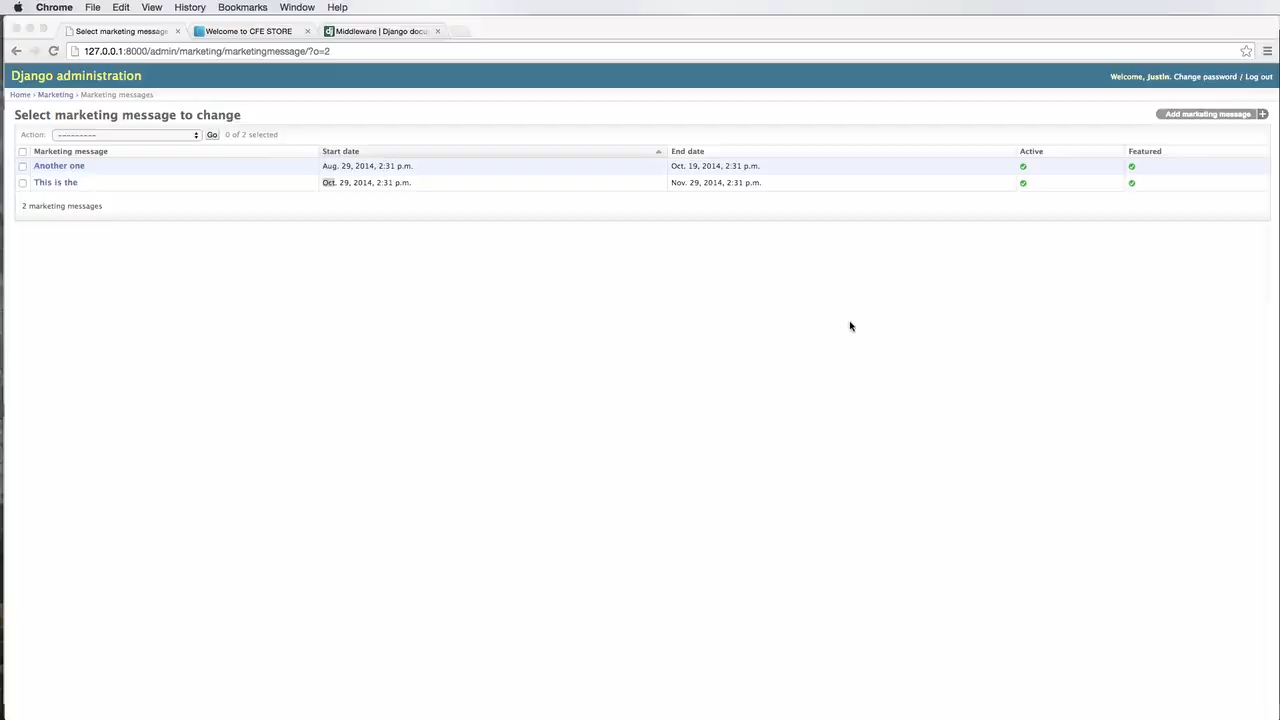 Chrome File Edit View History Bookmarks Window Help
Select marketing message × Welcome to CFE STORE × Middleware | Django docu ×
127.0.0.1:8000/admin/marketing/marketingmessage/?o=2
Django administration Welcome, Justin. Change password / Log out
Home › Marketing › Marketing messages
Select marketing message to change Add marketing message +
Action: --------- Go 0 of 2 selected
Marketing message Start date End date Active Featured
Another one Aug. 29, 2014, 2:31 p.m. Oct. 19, 2014, 2:31 p.m.
This is the Oct. 29, 2014, 2:31 p.m. Nov. 29, 2014, 2:31 p.m.
2 marketing messages